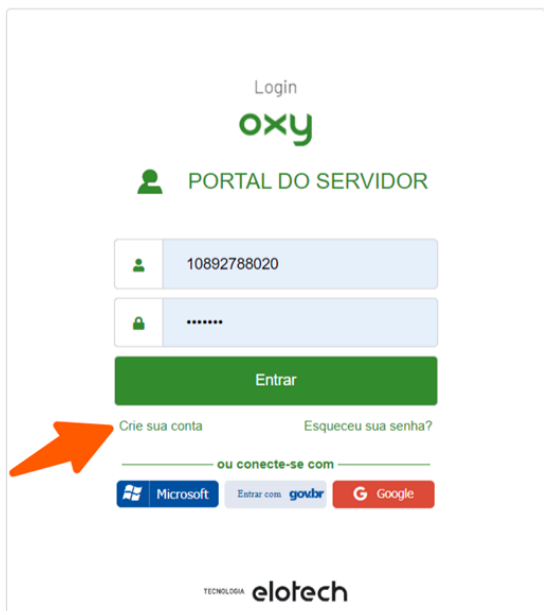 Login
oxy
PORTAL DO SERVIDOR
10892788020
•••••••
Entrar
Crie sua conta Esqueceu sua senha?
ou conecte-se com
Microsoft Entrar com gov.br G Google
TECNOLOGIA elotech